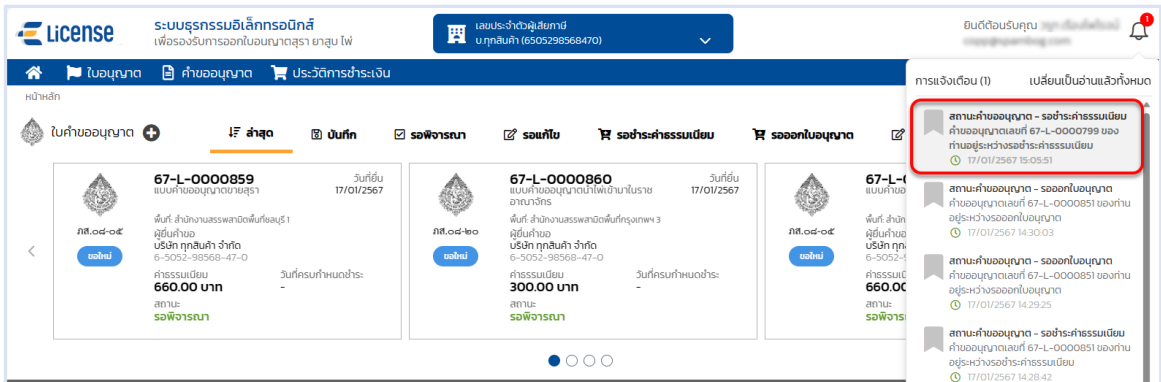 License
ระบบธุรกรรมอิเล็กทรอนิกส์
เพื่อรองรับการออกใบอนุญาตสุรา ยาสูบ ไพ่
เลขประจำตัวผู้เสียภาษี
บ.ทุกสินค้า (6505298568470)
ยินดีต้อนรับคุณ
1
ใบอนุญาต
คำขออนุญาต
ประวัติการชำระเงิน
หน้าหลัก
ใบคำขออนุญาต
ล่าสุด
บันทึก
รอพิจารณา
รอแก้ไข
รอชำระค่าธรรมเนียม
รอออกใบอนุญาต
67-L-0000859
แบบคำขออนุญาตขายสุรา
วันที่ยื่น
17/01/2567
พื้นที่: สำนักงานสรรพสามิตพื้นที่ชลบุรี 1
ภส.๐๔-๐๕
ผู้ยื่นคำขอ
บริษัท ทุกสินค้า จำกัด
6-5052-98568-47-0
ขอใหม่
ค่าธรรมเนียม
วันที่ครบกำหนดชำระ
660.00 บาท
-
สถานะ
รอพิจารณา
67-L-0000860
แบบคำขออนุญาตนำไพ่เข้ามาในราช
อาณาจักร
วันที่ยื่น
17/01/2567
พื้นที่: สำนักงานสรรพสามิตพื้นที่กรุงเทพฯ 3
ภส.๐๔-๒๐
ผู้ยื่นคำขอ
บริษัท ทุกสินค้า จำกัด
6-5052-98568-47-0
ขอใหม่
ค่าธรรมเนียม
วันที่ครบกำหนดชำระ
300.00 บาท
-
สถานะ
รอพิจารณา
67-L-0
แบบคำขอ
พื้นที่: สำนัก
ภส.๐๔-๐๕
ผู้ยื่นคำขอ
บริษัท ทุก
6-5052-9
ขอใหม่
ค่าธรรมเนี
660.00
สถานะ
รอพิจาร
การแจ้งเตือน (1)
เปลี่ยนเป็นอ่านแล้วทั้งหมด
สถานะคำขออนุญาต - รอชำระค่าธรรมเนียม
คำขออนุญาตเลขที่ 67-L-0000799 ของ
ท่านอยู่ระหว่างรอชำระค่าธรรมเนียม
17/01/2567 15:05:51
สถานะคำขออนุญาต - รอออกใบอนุญาต
คำขออนุญาตเลขที่ 67-L-0000851 ของท่าน
อยู่ระหว่างรอออกใบอนุญาต
17/01/2567 14:30:03
สถานะคำขออนุญาต - รอออกใบอนุญาต
คำขออนุญาตเลขที่ 67-L-0000851 ของท่าน
อยู่ระหว่างรอออกใบอนุญาต
17/01/2567 14:29:25
สถานะคำขออนุญาต - รอชำระค่าธรรมเนียม
คำขออนุญาตเลขที่ 67-L-0000851 ของท่าน
อยู่ระหว่างรอชำระค่าธรรมเนียม
17/01/2567 14:28:42